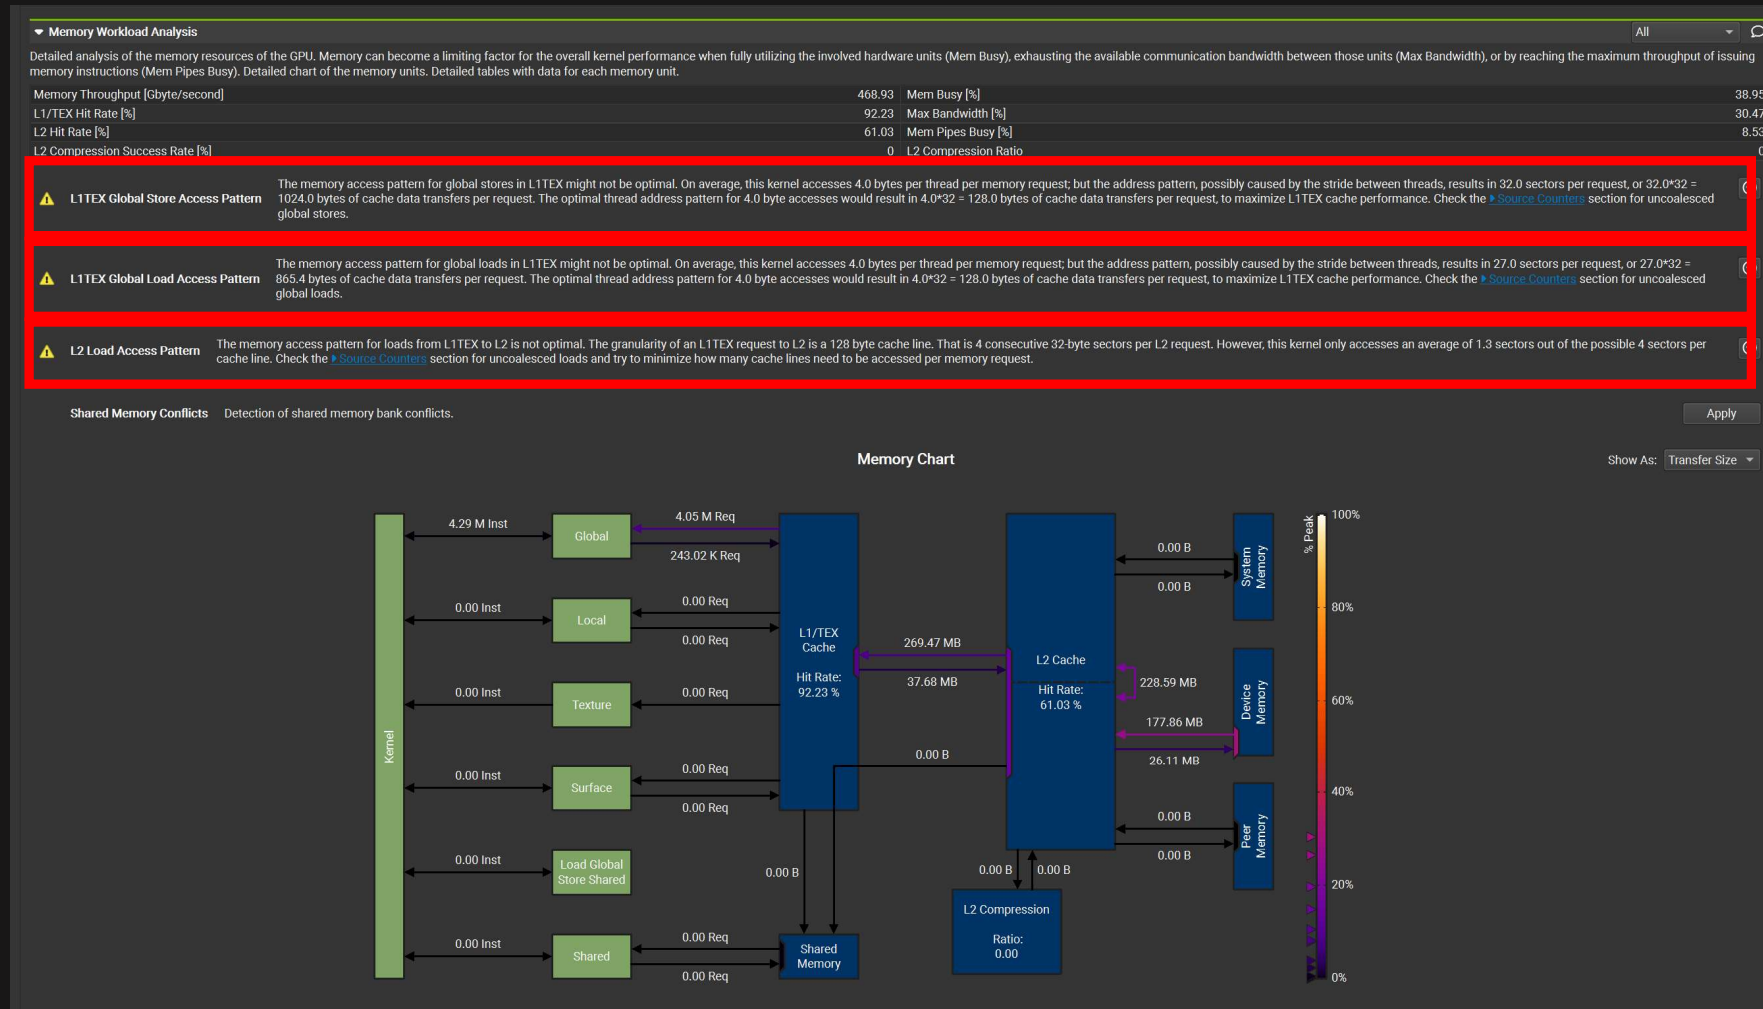 Memory Workload Analysis
All
Detailed analysis of the memory resources of the GPU. Memory can become a limiting factor for the overall kernel performance when fully utilizing the involved hardware units (Mem Busy), exhausting the available communication bandwidth between those units (Max Bandwidth), or by reaching the maximum throughput of issuing
memory instructions (Mem Pipes Busy). Detailed chart of the memory units. Detailed tables with data for each memory unit.
Memory Throughput [Gbyte/second] 468.93 Mem Busy [%] 38.95
L1/TEX Hit Rate [%] 92.23 Max Bandwidth [%] 30.47
L2 Hit Rate [%] 61.03 Mem Pipes Busy [%] 8.53
L2 Compression Success Rate [%] 0 L2 Compression Ratio 0
The memory access pattern for global stores in L1TEX might not be optimal. On average, this kernel accesses 4.0 bytes per thread per memory request; but the address pattern, possibly caused by the stride between threads, results in 32.0 sectors per request, or 32.0*32 =
L1TEX Global Store Access Pattern 1024.0 bytes of cache data transfers per request. The optimal thread address pattern for 4.0 byte accesses would result in 4.0*32 = 128.0 bytes of cache data transfers per request, to maximize L1TEX cache performance. Check the Source Counters section for uncoalesced
global stores.
The memory access pattern for global loads in L1TEX might not be optimal. On average, this kernel accesses 4.0 bytes per thread per memory request; but the address pattern, possibly caused by the stride between threads, results in 27.0 sectors per request, or 27.0*32 =
L1TEX Global Load Access Pattern 865.4 bytes of cache data transfers per request. The optimal thread address pattern for 4.0 byte accesses would result in 4.0*32 = 128.0 bytes of cache data transfers per request, to maximize L1TEX cache performance. Check the Source Counters section for uncoalesced
global loads.
The memory access pattern for loads from L1TEX to L2 is not optimal. The granularity of an L1TEX request to L2 is a 128 byte cache line. That is 4 consecutive 32-byte sectors per L2 request. However, this kernel only accesses an average of 1.3 sectors out of the possible 4 sectors per
L2 Load Access Pattern cache line. Check the Source Counters section for uncoalesced loads and try to minimize how many cache lines need to be accessed per memory request.
Shared Memory Conflicts Detection of shared memory bank conflicts.
Apply
Memory Chart
Show As: Transfer Size
Kernel
4.29 M Inst
Global
4.05 M Req
243.02 K Req
0.00 Inst
Local
0.00 Req
0.00 Req
0.00 Inst
Texture
0.00 Req
0.00 Inst
Surface
0.00 Req
0.00 Req
0.00 Inst
Load Global
Store Shared
0.00 Inst
Shared
0.00 Req
0.00 Req
L1/TEX
Cache
Hit Rate:
92.23 %
0.00 B
Shared
Memory
269.47 MB
37.68 MB
0.00 B
L2 Cache
Hit Rate:
61.03 %
228.59 MB
0.00 B
0.00 B
L2 Compression
Ratio:
0.00
0.00 B
0.00 B
System
Memory
177.86 MB
26.11 MB
Device
Memory
0.00 B
0.00 B
Peer
Memory
% Peak
100%
80%
60%
40%
20%
0%